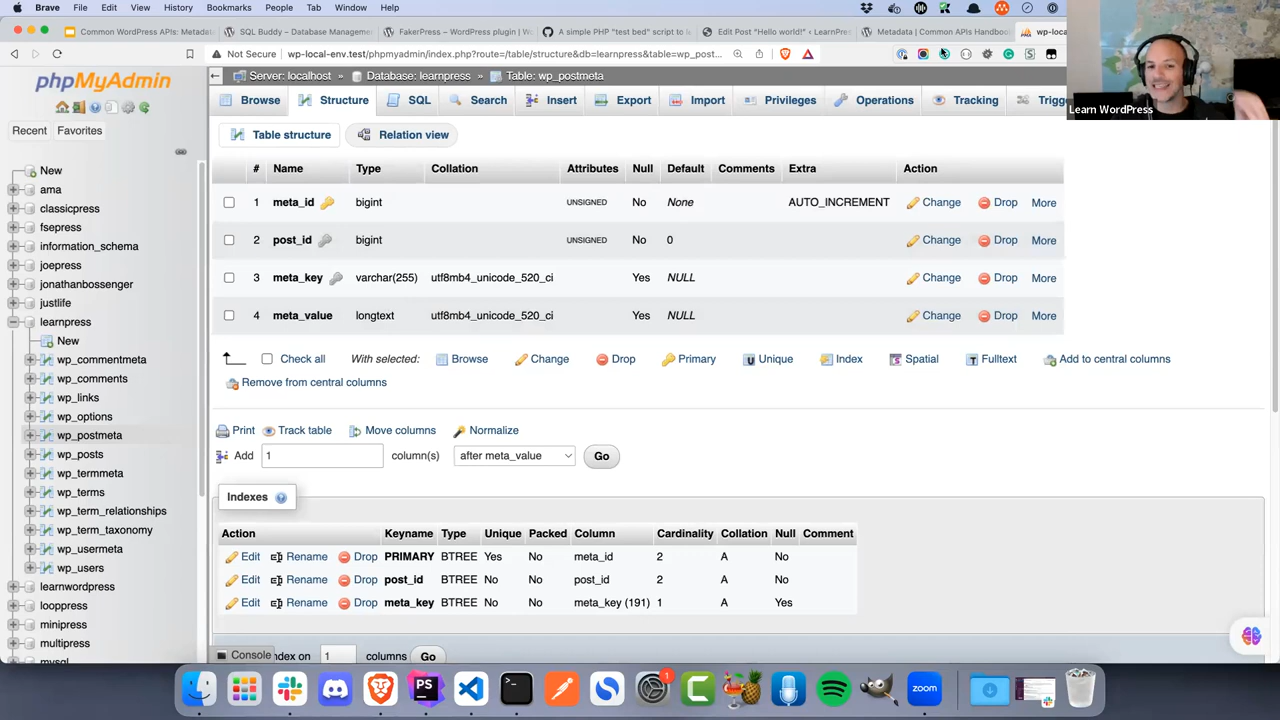 Brave File Edit View History Bookmarks People Tab Window Help
Common WordPress APIs: Metada SQL Buddy – Database Managem FakerPress – WordPress plugin | W A simple PHP "test bed" script to l Edit Post "Hello world!" ‹ LearnPres Metadata | Common APIs Handboo wp-loc
Not Secure wp-local-env.test/phpmyadmin/index.php?route=/table/structure&db=learnpress&table=wp_post...
phpMyAdmin
Recent Favorites
New
ama
classicpress
fsepress
information_schema
joepress
jonathanbossenger
justlife
learnpress
New
wp_commentmeta
wp_comments
wp_links
wp_options
wp_postmeta
wp_posts
wp_termmeta
wp_terms
wp_term_relationships
wp_term_taxonomy
wp_usermeta
wp_users
learnwordpress
looppress
minipress
multipress
mysql
Server: localhost » Database: learnpress » Table: wp_postmeta
Browse Structure SQL Search Insert Export Import Privileges Operations Tracking Trigg
Table structure Relation view
# Name Type Collation Attributes Null Default Comments Extra Action
1 meta_id bigint UNSIGNED No None AUTO_INCREMENT Change Drop More
2 post_id bigint UNSIGNED No 0 Change Drop More
3 meta_key varchar(255) utf8mb4_unicode_520_ci Yes NULL Change Drop More
4 meta_value longtext utf8mb4_unicode_520_ci Yes NULL Change Drop More
Check all With selected: Browse Change Drop Primary Unique Index Spatial Fulltext Add to central columns
Remove from central columns
Print Track table Move columns Normalize
Add 1 column(s) after meta_value Go
Indexes
Action Keyname Type Unique Packed Column Cardinality Collation Null Comment
Edit Rename Drop PRIMARY BTREE Yes No meta_id 2 A No
Edit Rename Drop post_id BTREE No No post_id 2 A No
Edit Rename Drop meta_key BTREE No No meta_key (191) 1 A Yes
Console
ndex on 1 columns Go
Learn WordPress
1
PS
zoom